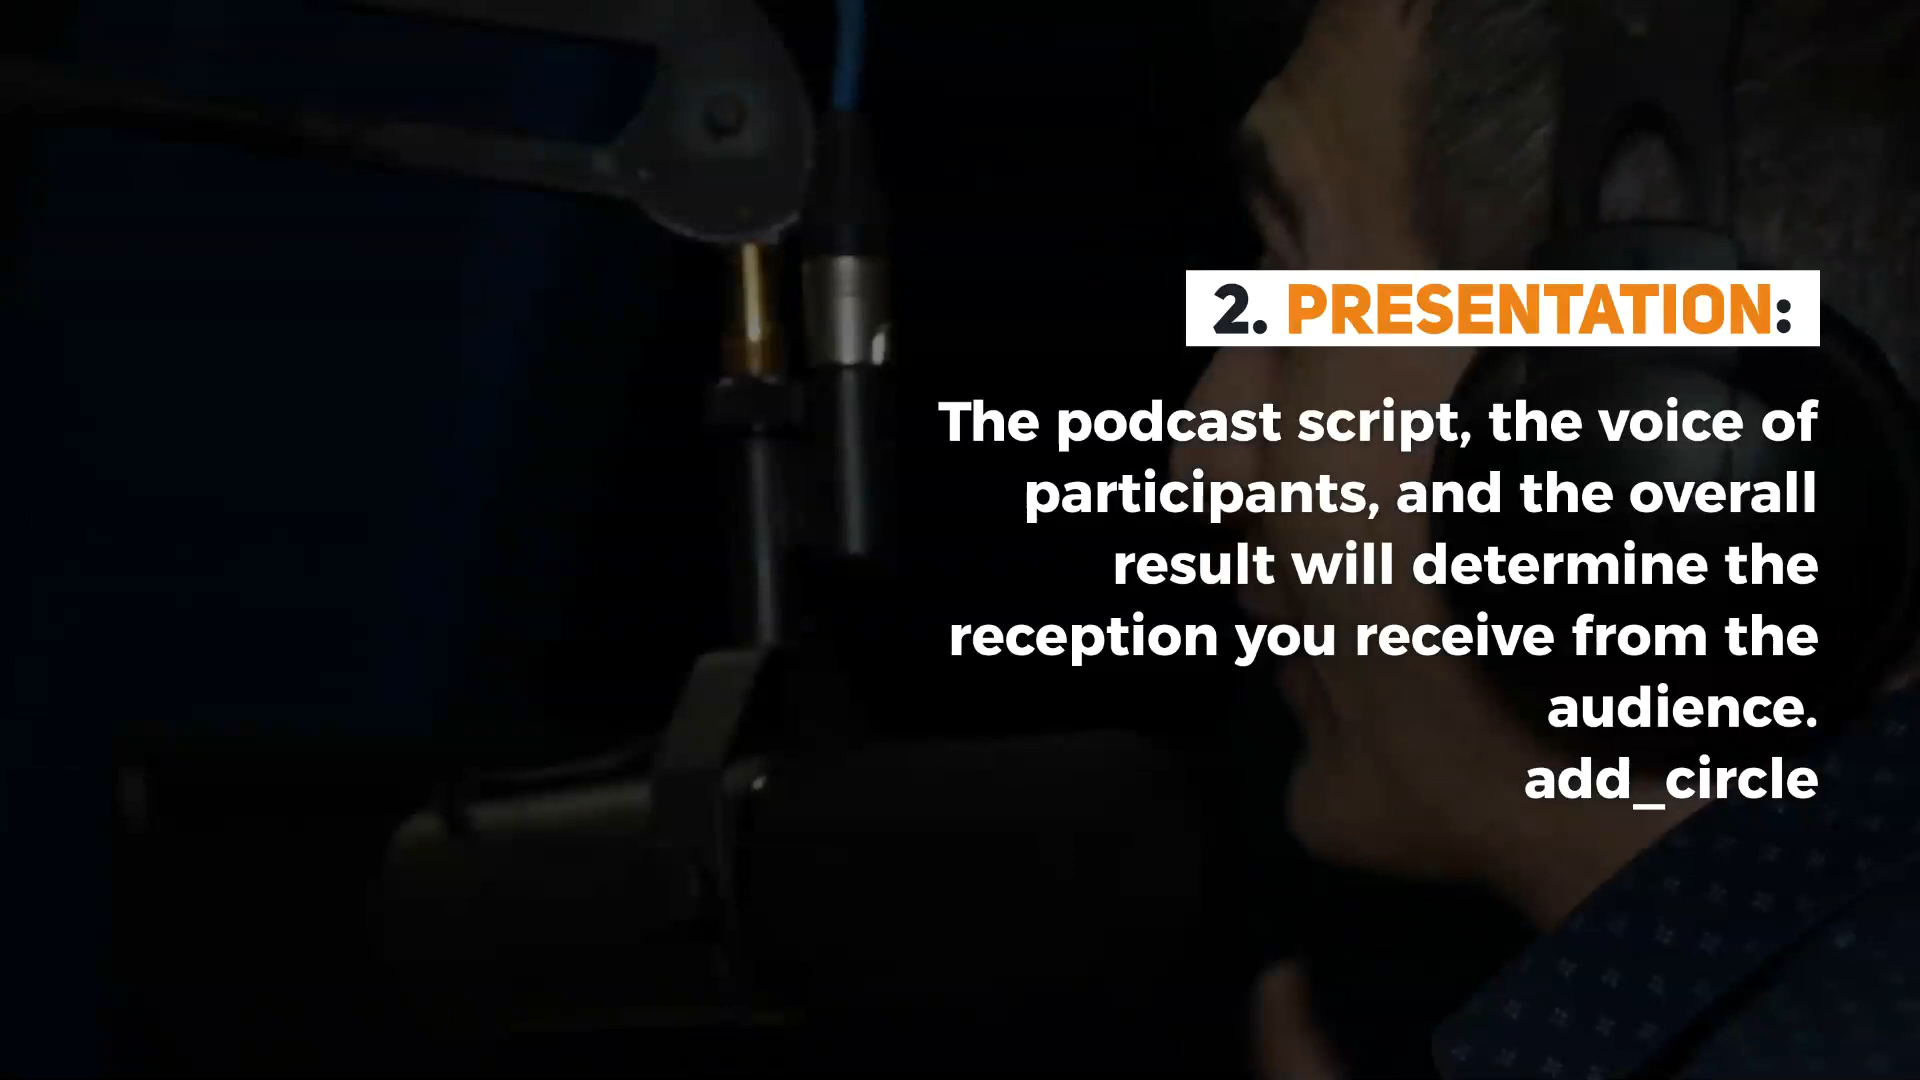 2. PRESENTATION:
The podcast script, the voice of
participants, and the overall
result will determine the
reception you receive from the
audience.
add_circle